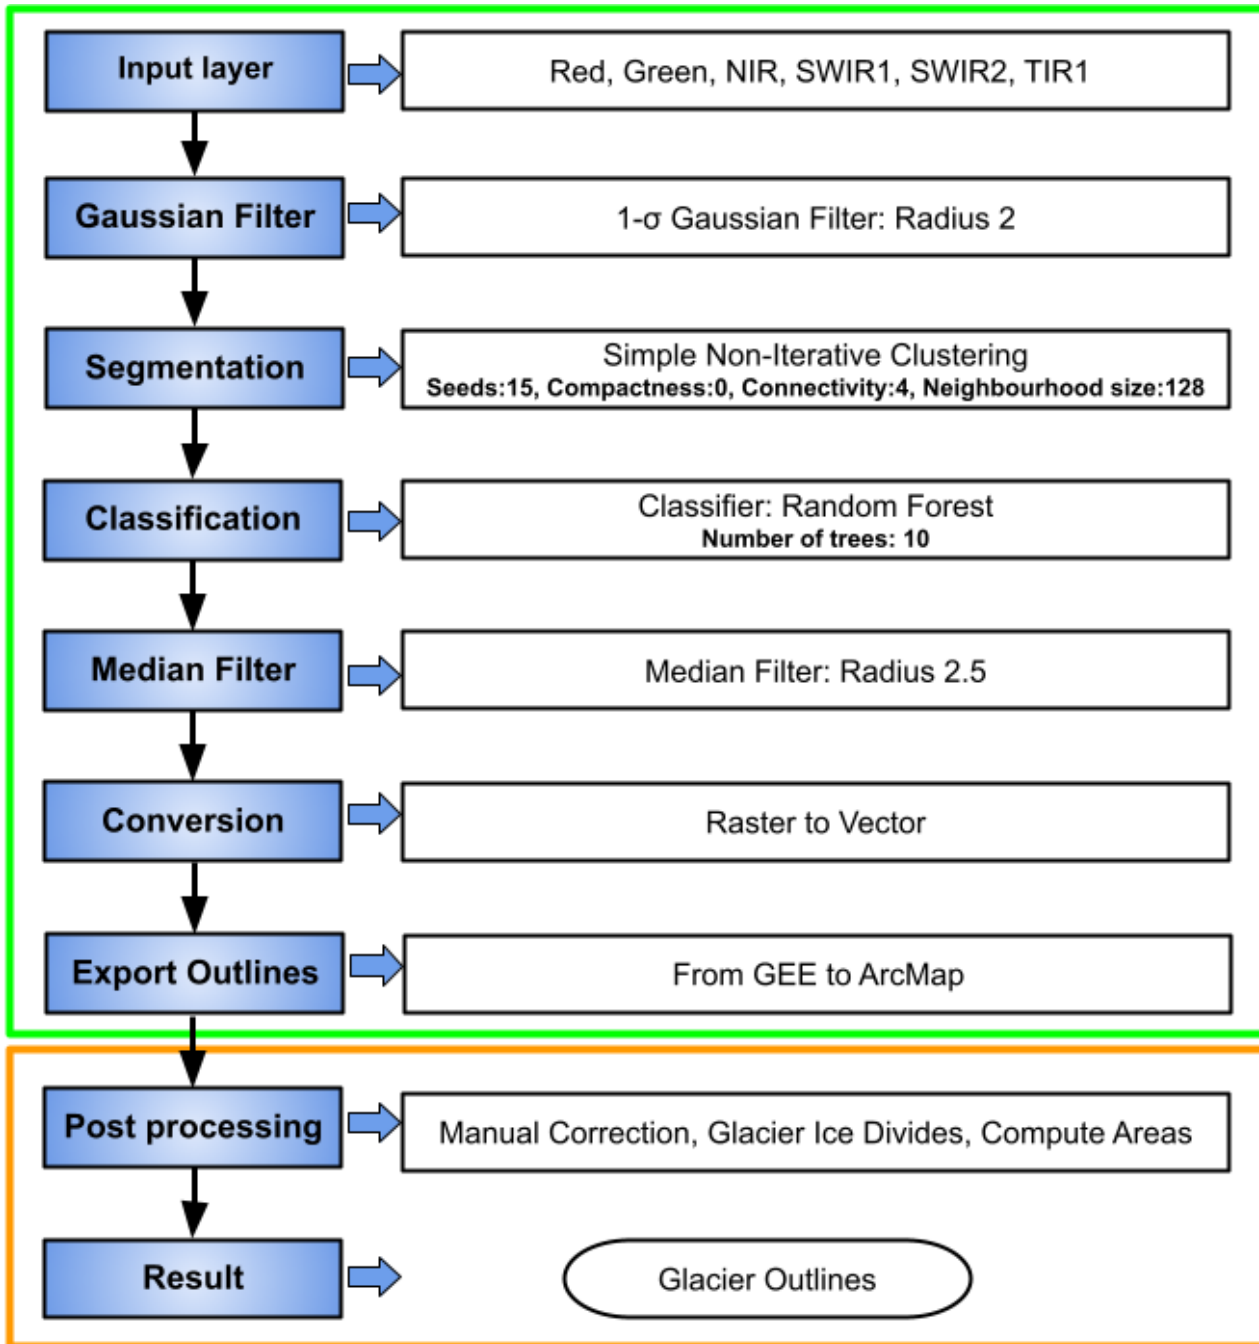 Input layer
Red, Green, NIR, SWIR1, SWIR2, TIR1
Gaussian Filter
1-σ Gaussian Filter: Radius 2
Segmentation
Simple Non-Iterative Clustering
Seeds:15, Compactness:0, Connectivity:4, Neighbourhood size:128
Classification
Classifier: Random Forest
Number of trees: 10
Median Filter
Median Filter: Radius 2.5
Conversion
Raster to Vector
Export Outlines
From GEE to ArcMap
Post processing
Manual Correction, Glacier Ice Divides, Compute Areas
Result
Glacier Outlines